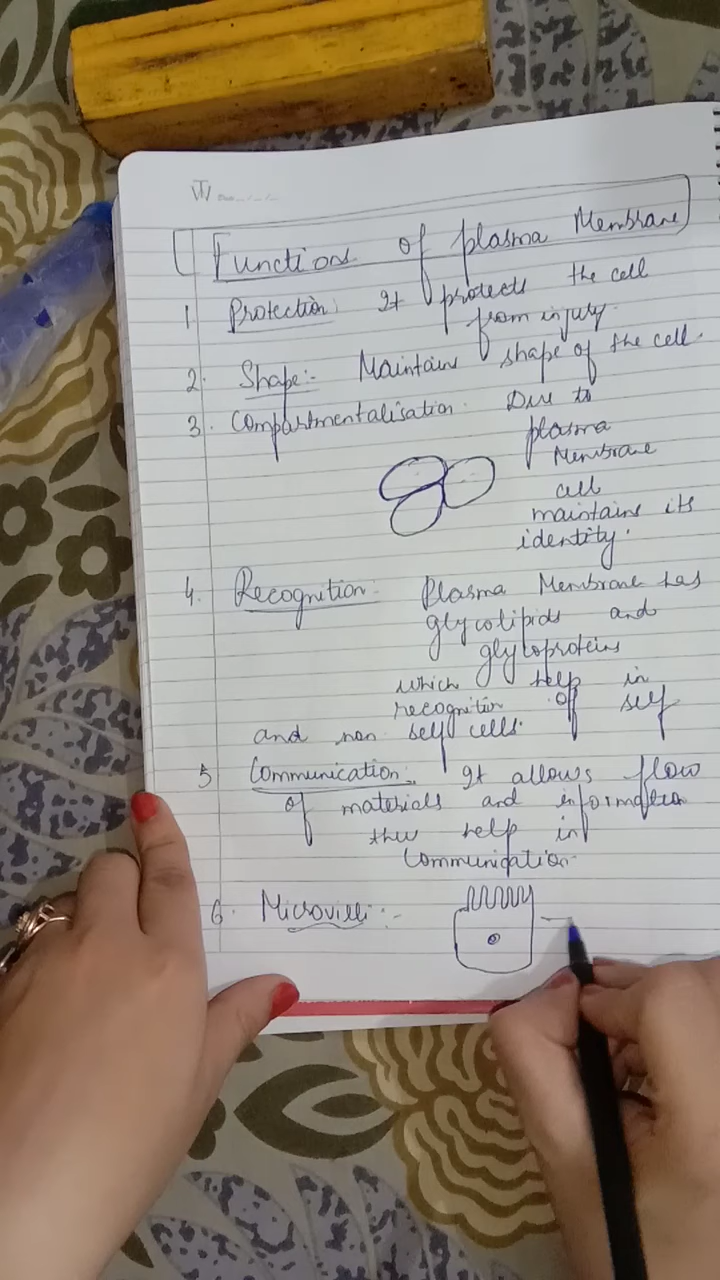 Functions of plasma Membrane
1 Protection: It protects the cell
from injury.
2. Shape:- Maintains shape of the cell.
3. Compartmentalisation. Due to
plasma
Membrane
cell
maintains its
identity.
4. Recognition: Plasma Membrane has
glycolipids and
glycoproteins
which help in
recognition of self
and non self cells.
5 Communication:- It allows flow
of materials and information
thus help in
Communication.
6. Microvilli:-